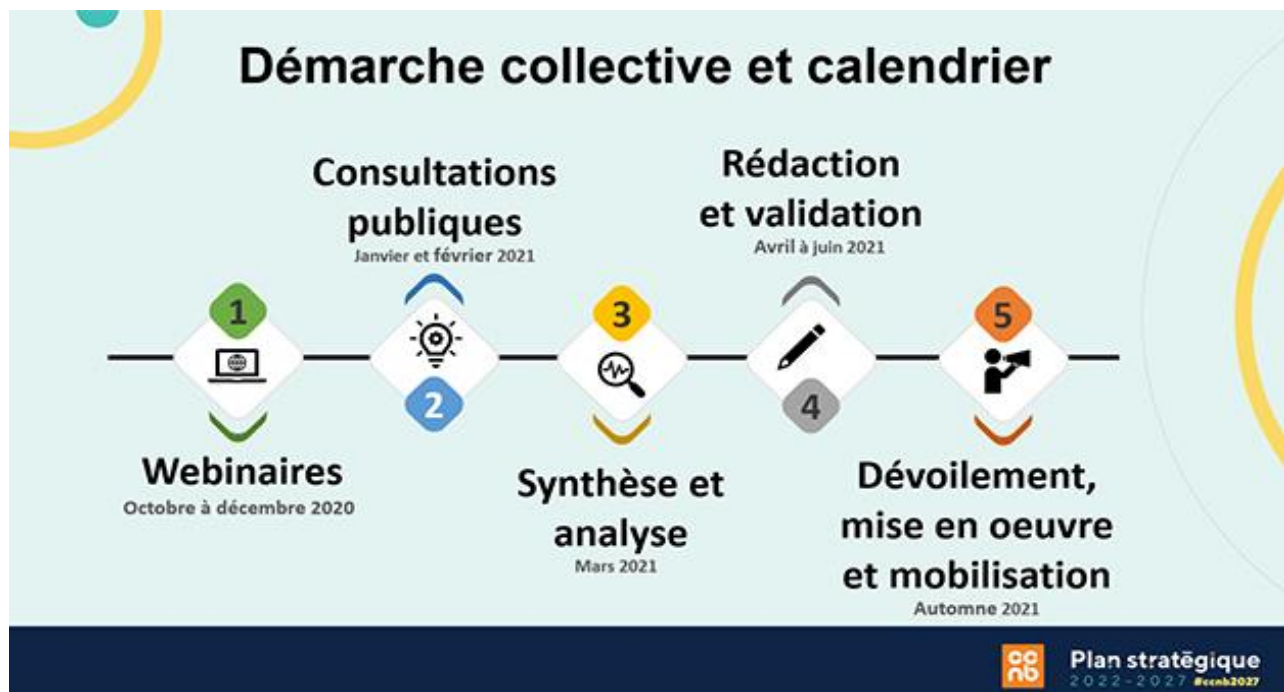 Démarche collective et calendrier
1
Webinaires
Octobre à décembre 2020
Consultations
publiques
Janvier et février 2021
2
3
Synthèse et
analyse
Mars 2021
Rédaction
et validation
Avril à juin 2021
4
5
Dévoilement,
mise en oeuvre
et mobilisation
Automne 2021
ccnb
Plan stratēgique
2022-2027 #ccnb2027